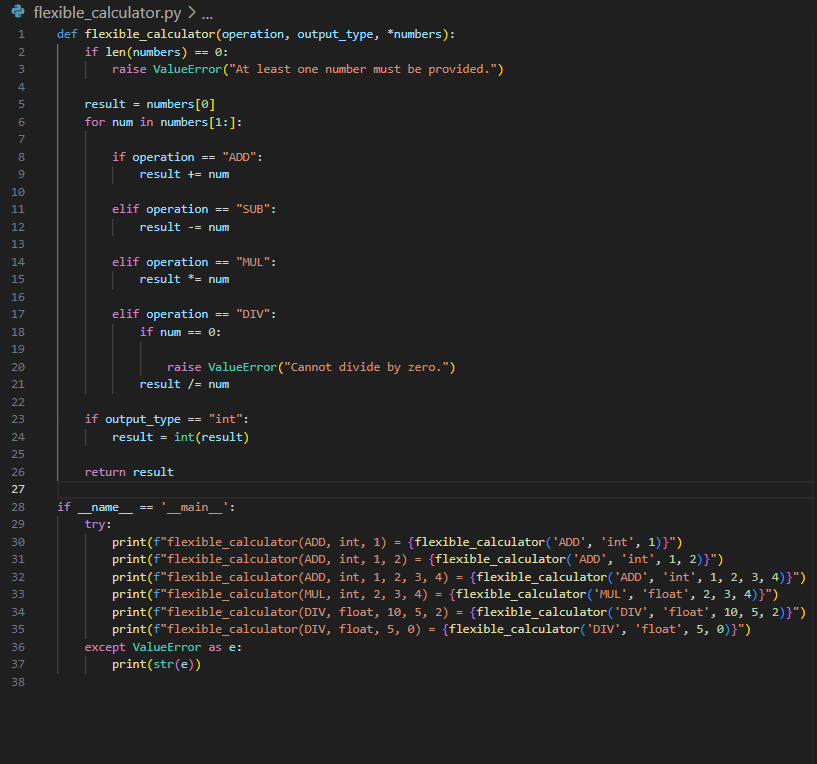 flexible_calculator.py > ...
1 def flexible_calculator(operation, output_type, *numbers):
2     if len(numbers) == 0:
3         raise ValueError("At least one number must be provided.")
4
5     result = numbers[0]
6     for num in numbers[1:]:
7
8         if operation == "ADD":
9             result += num
10
11         elif operation == "SUB":
12             result -= num
13
14         elif operation == "MUL":
15             result *= num
16
17         elif operation == "DIV":
18             if num == 0:
19
20                 raise ValueError("Cannot divide by zero.")
21             result /= num
22
23     if output_type == "int":
24         result = int(result)
25
26     return result
27
28 if __name__ == '__main__':
29     try:
30         print(f"flexible_calculator(ADD, int, 1) = {flexible_calculator('ADD', 'int', 1)}")
31         print(f"flexible_calculator(ADD, int, 1, 2) = {flexible_calculator('ADD', 'int', 1, 2)}")
32         print(f"flexible_calculator(ADD, int, 1, 2, 3, 4) = {flexible_calculator('ADD', 'int', 1, 2, 3, 4)}")
33         print(f"flexible_calculator(MUL, int, 2, 3, 4) = {flexible_calculator('MUL', 'float', 2, 3, 4)}")
34         print(f"flexible_calculator(DIV, float, 10, 5, 2) = {flexible_calculator('DIV', 'float', 10, 5, 2)}")
35         print(f"flexible_calculator(DIV, float, 5, 0) = {flexible_calculator('DIV', 'float', 5, 0)}")
36     except ValueError as e:
37         print(str(e))
38